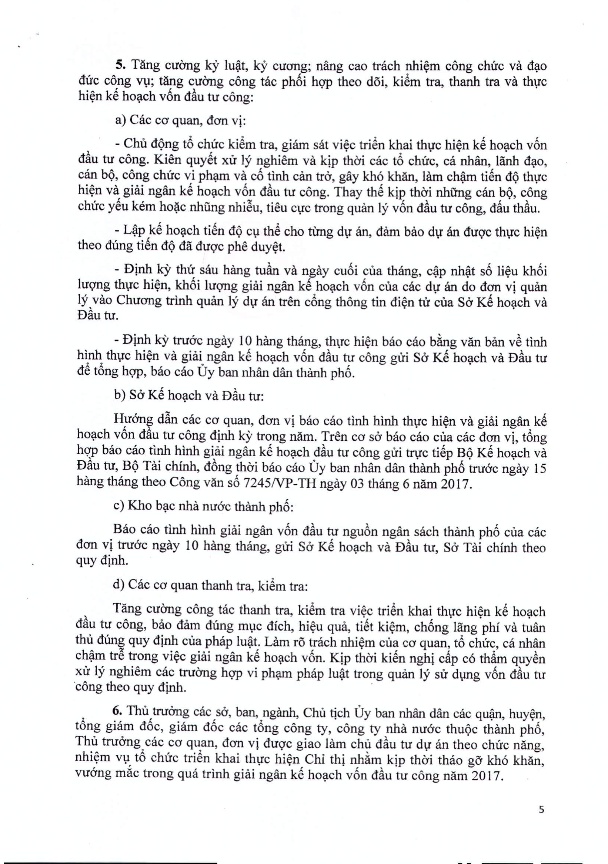 5. Tăng cường kỷ luật, kỷ cương; nâng cao trách nhiệm công chức và đạo
đức công vụ; tăng cường công tác phối hợp theo dõi, kiểm tra, thanh tra và thực
hiện kế hoạch vốn đầu tư công:
a) Các cơ quan, đơn vị:
- Chủ động tổ chức kiểm tra, giám sát việc triển khai thực hiện kế hoạch vốn
đầu tư công. Kiên quyết xử lý nghiêm và kịp thời các tổ chức, cá nhân, lãnh đạo,
cán bộ, công chức vi phạm và cố tình cản trở, gây khó khăn, làm chậm tiến độ thực
hiện và giải ngân kế hoạch vốn đầu tư công. Thay thế kịp thời những cán bộ, công
chức yếu kém hoặc nhũng nhiễu, tiêu cực trong quản lý vốn đầu tư công, đấu thầu.
- Lập kế hoạch tiến độ cụ thể cho từng dự án, đảm bảo dự án được thực hiện
theo đúng tiến độ đã được phê duyệt.
- Định kỳ thứ sáu hàng tuần và ngày cuối của tháng, cập nhật số liệu khối
lượng thực hiện, khối lượng giải ngân kế hoạch vốn của các dự án do đơn vị quản
lý vào Chương trình quản lý dự án trên cổng thông tin điện tử của Sở Kế hoạch và
Đầu tư.
- Định kỳ trước ngày 10 hàng tháng, thực hiện báo cáo bằng văn bản về tình
hình thực hiện và giải ngân kế hoạch vốn đầu tư công gửi Sở Kế hoạch và Đầu tư
để tổng hợp, báo cáo Ủy ban nhân dân thành phố.
b) Sở Kế hoạch và Đầu tư:
Hướng dẫn các cơ quan, đơn vị báo cáo tình hình thực hiện và giải ngân kế
hoạch vốn đầu tư công định kỳ trong năm. Trên cơ sở báo cáo của các đơn vị, tổng
hợp báo cáo tình hình giải ngân kế hoạch đầu tư công gửi trực tiếp Bộ Kế hoạch và
Đầu tư, Bộ Tài chính, đồng thời báo cáo Ủy ban nhân dân thành phố trước ngày 15
hàng tháng theo Công văn số 7245/VP-TH ngày 03 tháng 6 năm 2017.
c) Kho bạc nhà nước thành phố:
Báo cáo tình hình giải ngân vốn đầu tư nguồn ngân sách thành phố của các
đơn vị trước ngày 10 hàng tháng, gửi Sở Kế hoạch và Đầu tư, Sở Tài chính theo
quy định.
d) Các cơ quan thanh tra, kiểm tra:
Tăng cường công tác thanh tra, kiểm tra việc triển khai thực hiện kế hoạch
đầu tư công, bảo đảm đúng mục đích, hiệu quả, tiết kiệm, chống lãng phí và tuân
thủ đúng quy định của pháp luật. Làm rõ trách nhiệm của cơ quan, tổ chức, cá nhân
chậm trễ trong việc giải ngân kế hoạch vốn. Kịp thời kiến nghị cấp có thẩm quyền
xử lý nghiêm các trường hợp vi phạm pháp luật trong quản lý sử dụng vốn đầu tư
công theo quy định.
6. Thủ trưởng các sở, ban, ngành, Chủ tịch Ủy ban nhân dân các quận, huyện,
tổng giám đốc, giám đốc các tổng công ty, công ty nhà nước thuộc thành phố,
Thủ trưởng các cơ quan, đơn vị được giao làm chủ đầu tư dự án theo chức năng,
nhiệm vụ tổ chức triển khai thực hiện Chỉ thị nhằm kịp thời tháo gỡ khó khăn,
vướng mắc trong quá trình giải ngân kế hoạch vốn đầu tư công năm 2017.
5